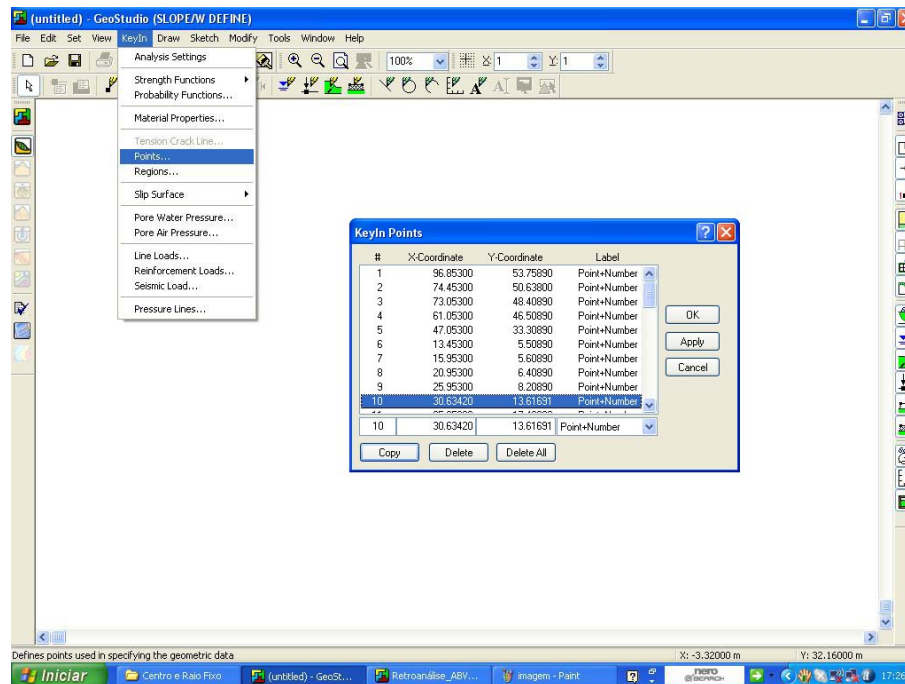 (untitled) - GeoStudio (SLOPE/W DEFINE)
File Edit Set View KeyIn Draw Sketch Modify Tools Window Help
100% 1 Y: 1
Analysis Settings
Strength Functions
Probability Functions...
Material Properties...
Tension Crack Line...
Points...
Regions...
Slip Surface
Pore Water Pressure...
Pore Air Pressure...
Line Loads...
Reinforcement Loads...
Seismic Load...
Pressure Lines...
KeyIn Points
# X-Coordinate Y-Coordinate Label
1 96.85300 53.75890 Point+Number
2 74.45300 50.63800 Point+Number
3 73.05300 48.40890 Point+Number
4 61.05300 46.50890 Point+Number
5 47.05300 33.30890 Point+Number
6 13.45300 5.50890 Point+Number
7 15.95300 5.60890 Point+Number
8 20.95300 6.40890 Point+Number
9 25.95300 8.20890 Point+Number
10 30.63420 13.61691 Point+Number
10 30.63420 13.61691 Point+Number
OK
Apply
Cancel
Copy Delete Delete All
Defines points used in specifying the geometric data X: -3.32000 m Y: 32.16000 m
Iniciar Centro e Raio Fixo (untitled) - GeoSt... Retroanálise_ABV... imagem - Paint nero SEARCH 17:26